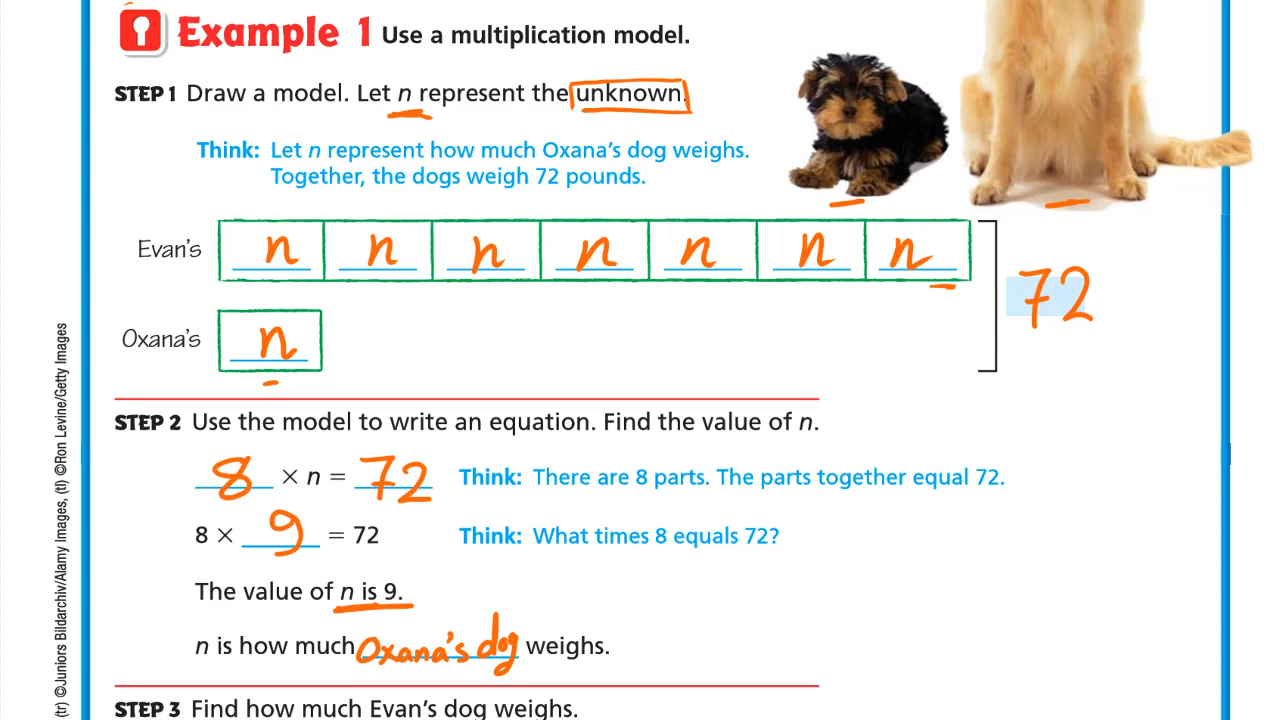 Example 1 Use a multiplication model.
STEP 1 Draw a model. Let n represent the unknown.
Think: Let n represent how much Oxana's dog weighs.
Together, the dogs weigh 72 pounds.
Evan's n n n n n n n
72
Oxana's n
STEP 2 Use the model to write an equation. Find the value of n.
8 × n = 72 Think: There are 8 parts. The parts together equal 72.
8 × 9 = 72 Think: What times 8 equals 72?
The value of n is 9.
n is how much Oxana's dog weighs.
STEP 3 Find how much Evan's dog weighs.
(tr) ©Juniors Bildarchiv/Alamy Images, (tl) ©Ron Levine/Getty Images